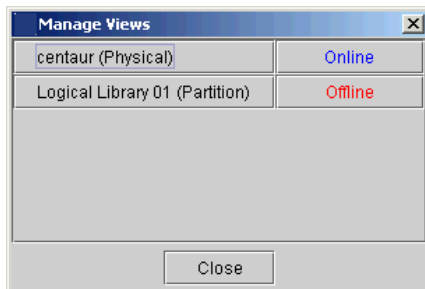 Manage Views
centaur (Physical) Online
Logical Library 01 (Partition) Offline
Close